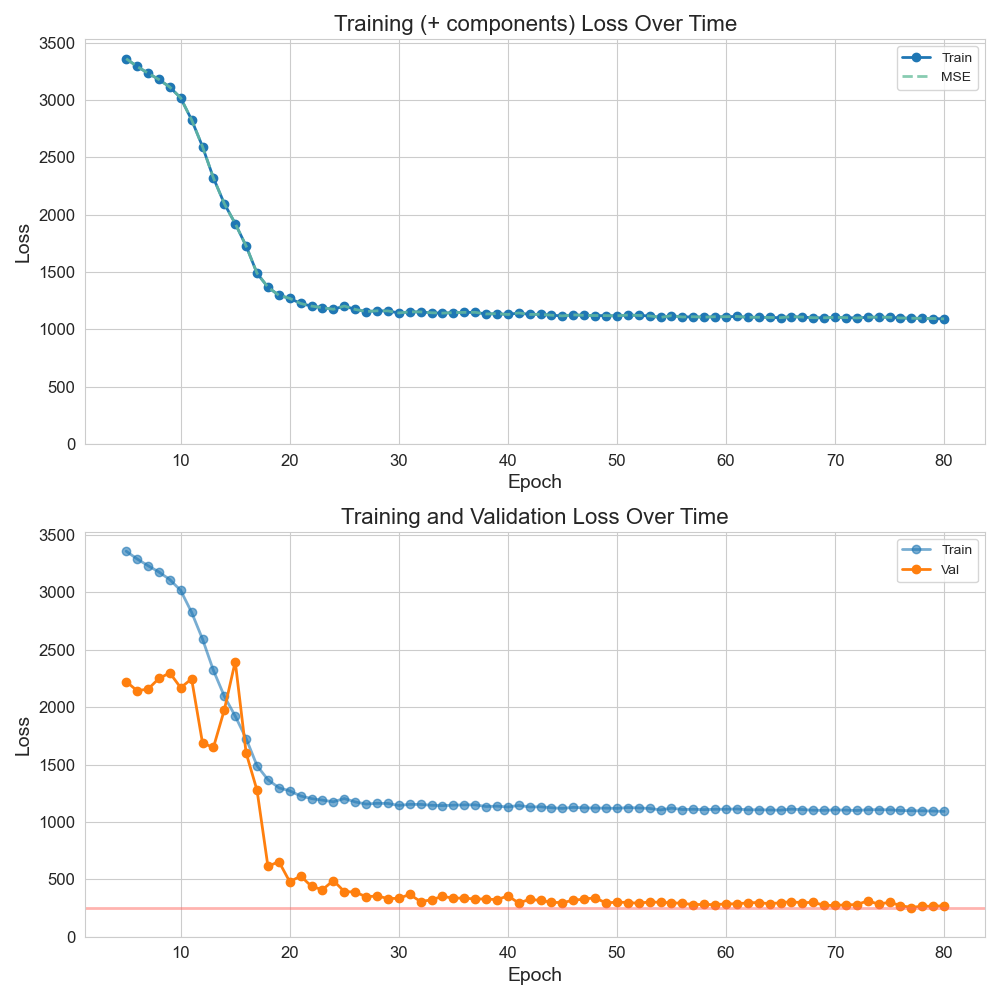 Training (+ components) Loss Over Time
3500
3000
2500
2000
1500
1000
500
0
Loss
Train
MSE
10 20 30 40 50 60 70 80
Epoch
Training and Validation Loss Over Time
3500
3000
2500
2000
1500
1000
500
0
Loss
Train
Val
10 20 30 40 50 60 70 80
Epoch